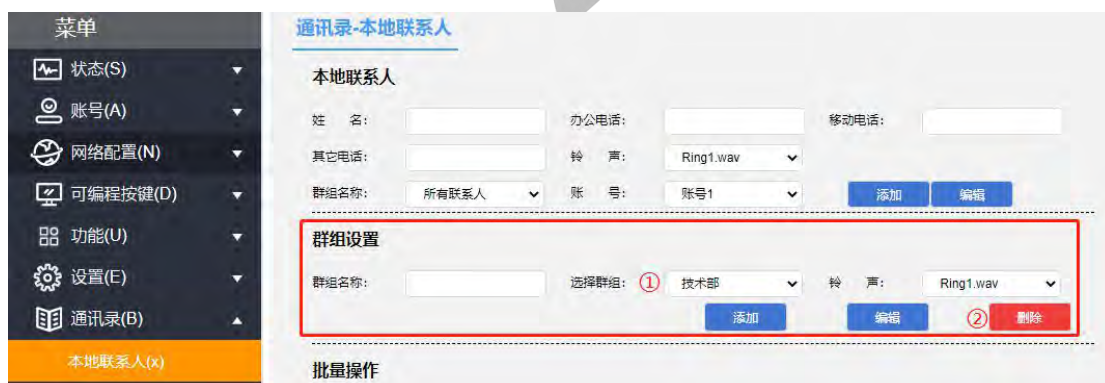 菜单
状态(S)
账号(A)
网络配置(N)
可编程按键(D)
功能(U)
设置(E)
通讯录(B)
本地联系人(x)
通讯录-本地联系人
本地联系人
姓 名: 办公电话: 移动电话:
其它电话: 铃 声: Ring1.wav
群组名称: 所有联系人 账 号: 账号1 添加 编辑
群组设置
群组名称: 选择群组: ① 技术部 铃 声: Ring1.wav
添加 编辑 ② 删除
批量操作